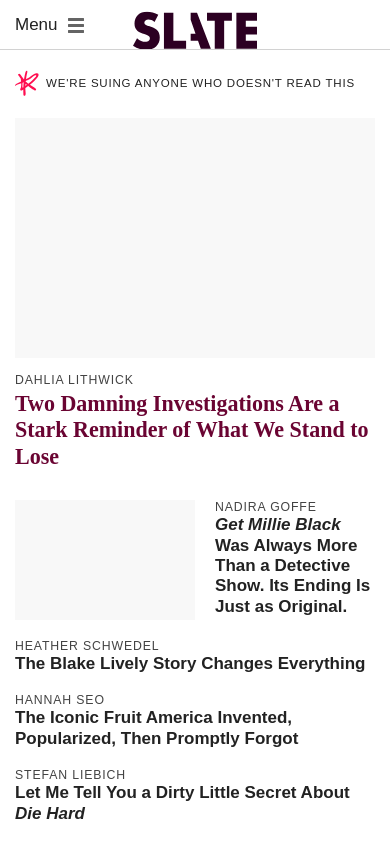 Menu
SLATE
WE'RE SUING ANYONE WHO DOESN'T READ THIS
DAHLIA LITHWICK
Two Damning Investigations Are a
Stark Reminder of What We Stand to
Lose
NADIRA GOFFE
Get Millie Black
Was Always More
Than a Detective
Show. Its Ending Is
Just as Original.
HEATHER SCHWEDEL
The Blake Lively Story Changes Everything
HANNAH SEO
The Iconic Fruit America Invented,
Popularized, Then Promptly Forgot
STEFAN LIEBICH
Let Me Tell You a Dirty Little Secret About
Die Hard